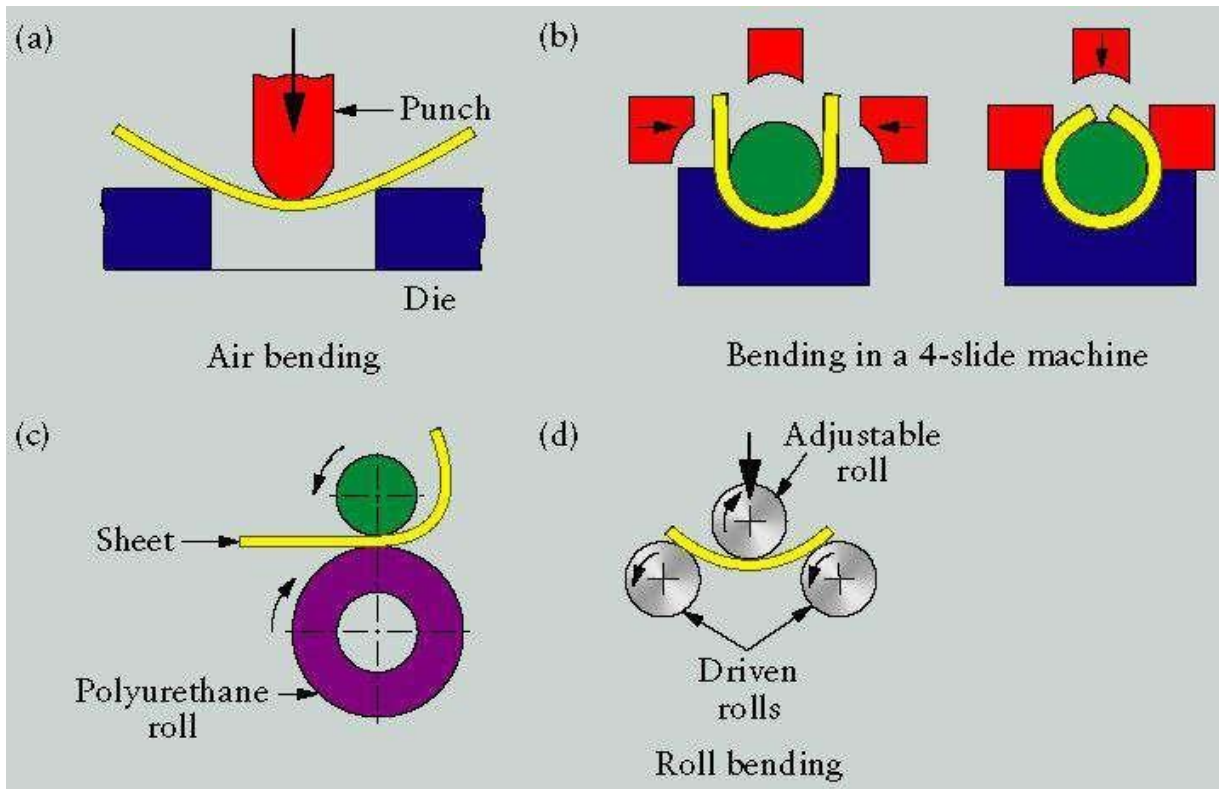 (a)
Punch
Die
Air bending
(b)
Bending in a 4-slide machine
(c)
Sheet
Polyurethane
roll
(d)
Adjustable
roll
Driven
rolls
Roll bending